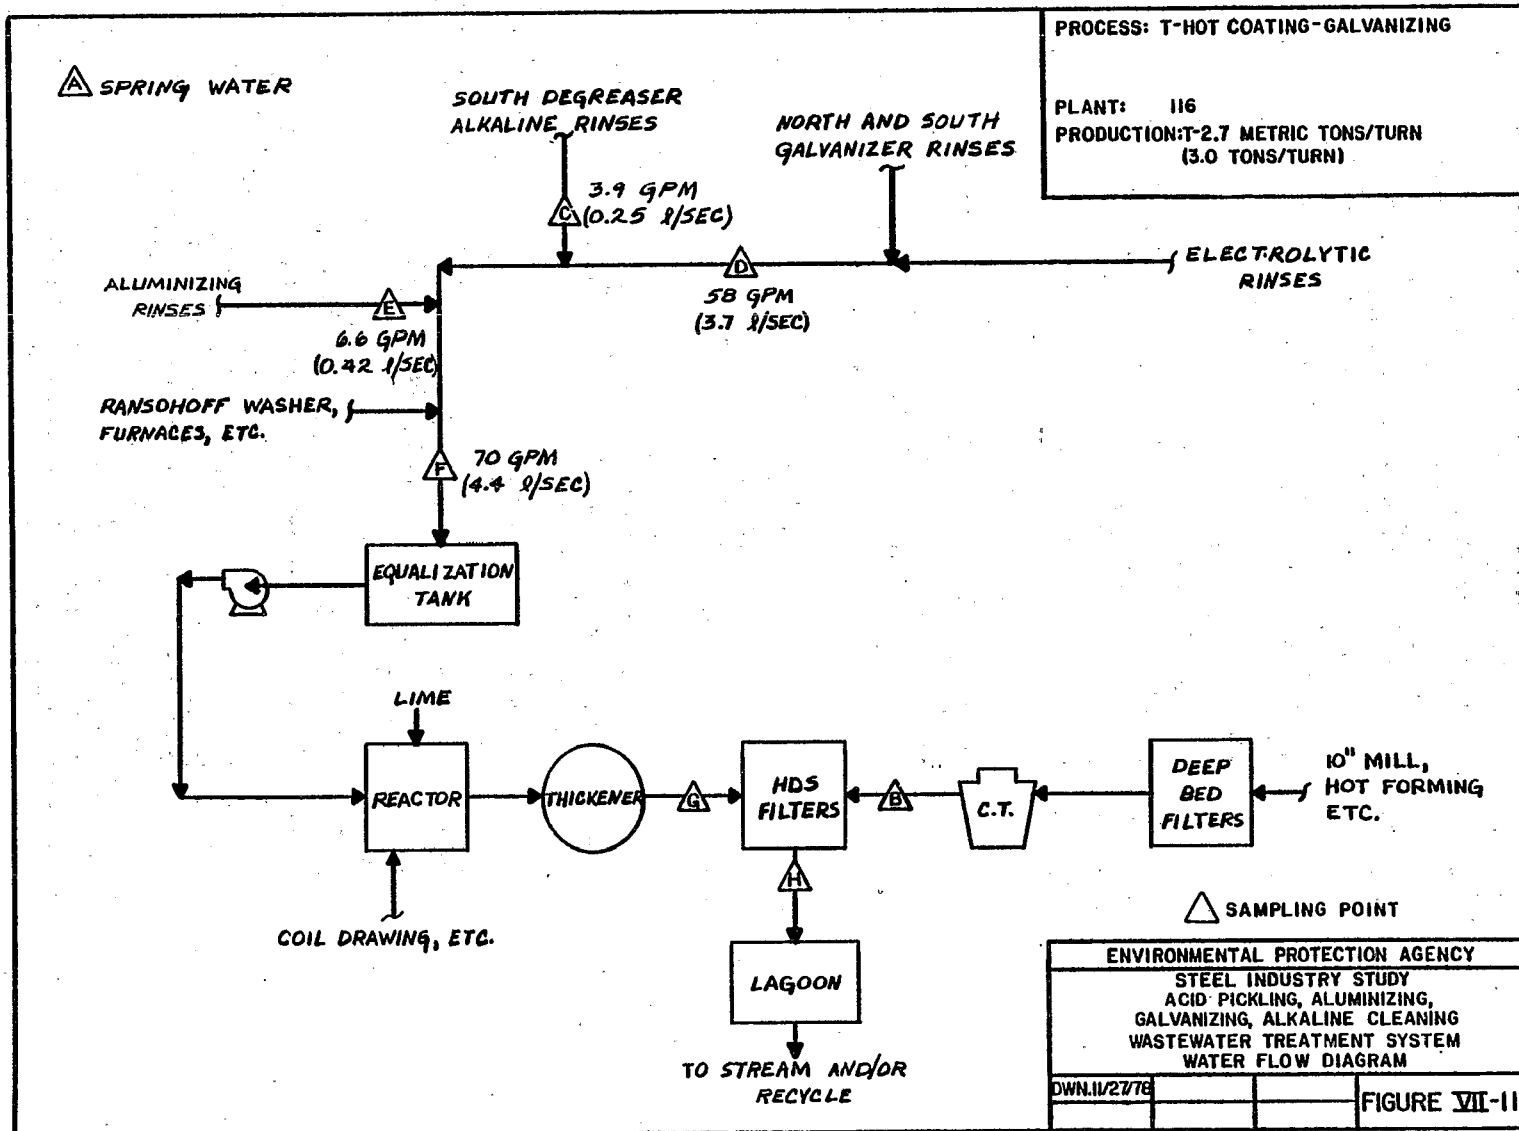 PROCESS: T-HOT COATING-GALVANIZING
PLANT: 116
PRODUCTION:T-2.7 METRIC TONS/TURN
(3.0 TONS/TURN)
A SPRING WATER
SOUTH DEGREASER
ALKALINE RINSES
NORTH AND SOUTH
GALVANIZER RINSES
C
3.9 GPM
(0.25 l/SEC)
D
58 GPM
(3.7 l/SEC)
ELECTROLYTIC
RINSES
ALUMINIZING
RINSES
E
6.6 GPM
(0.42 l/SEC)
RANSOHOFF WASHER,
FURNACES, ETC.
F
70 GPM
(4.4 l/SEC)
EQUALIZATION
TANK
LIME
REACTOR
THICKENER
G
HDS
FILTERS
B
C.T.
DEEP
BED
FILTERS
10" MILL,
HOT FORMING
ETC.
COIL DRAWING, ETC.
H
LAGOON
TO STREAM AND/OR
RECYCLE
SAMPLING POINT
ENVIRONMENTAL PROTECTION AGENCY
STEEL INDUSTRY STUDY
ACID PICKLING, ALUMINIZING,
GALVANIZING, ALKALINE CLEANING
WASTEWATER TREATMENT SYSTEM
WATER FLOW DIAGRAM
DWN.11/27/78
FIGURE VII-11